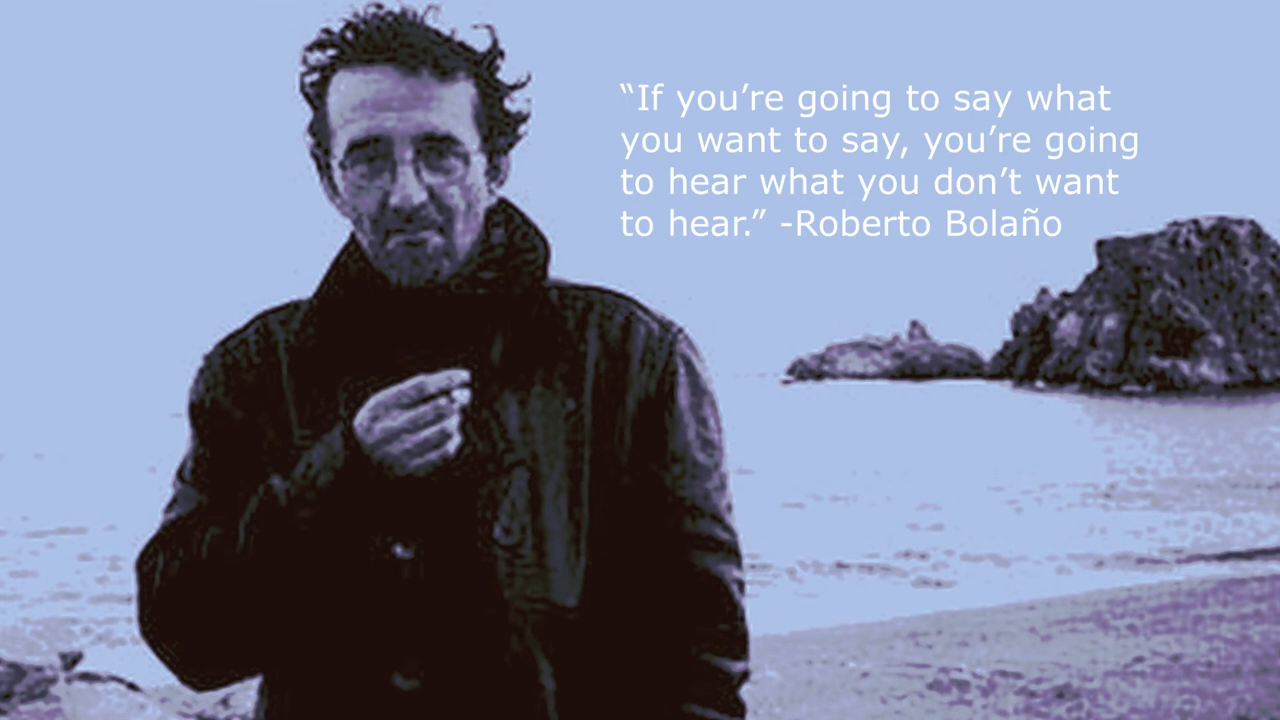 “If you’re going to say what
you want to say, you’re going
to hear what you don’t want
to hear.” -Roberto Bolaño